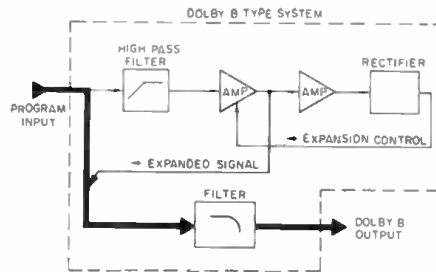 DOLBY B TYPE SYSTEM
HIGH PASS
FILTER
RECTIFIER
AMP
AMP
PROGRAM
INPUT
→ EXPANSION CONTROL
→ EXPANDED SIGNAL
FILTER
DOLBY B
OUTPUT